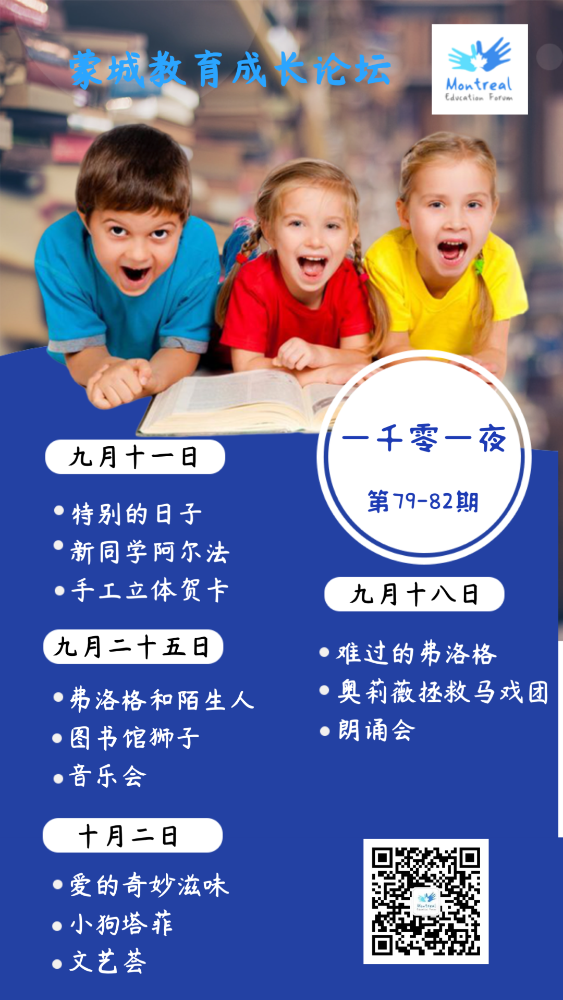 蒙城教育成长论坛
Montreal
Education Forum
一千零一夜
第79-82期
九月十一日
特别的日子
新同学阿尔法
手工立体贺卡
九月十八日
难过的弗洛格
奥莉薇拯救马戏团
朗诵会
九月二十五日
弗洛格和陌生人
图书馆狮子
音乐会
十月二日
爱的奇妙滋味
小狗塔菲
文艺荟
Montreal
Education Forum